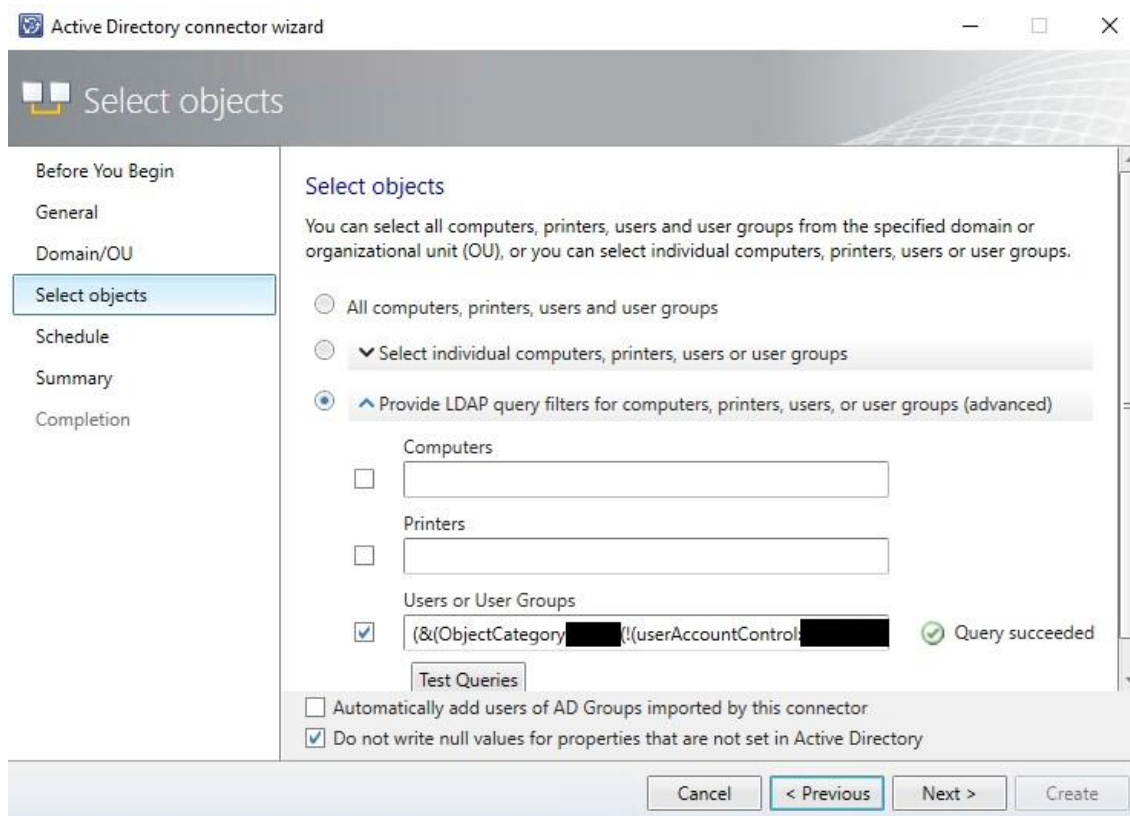 Active Directory connector wizard
Select objects
Before You Begin
General
Domain/OU
Select objects
Schedule
Summary
Completion
Select objects
You can select all computers, printers, users and user groups from the specified domain or
organizational unit (OU), or you can select individual computers, printers, users or user groups.
All computers, printers, users and user groups
Select individual computers, printers, users or user groups
Provide LDAP query filters for computers, printers, users, or user groups (advanced)
Computers
Printers
Users or User Groups
(&(ObjectCategory (!(userAccountControl: Query succeeded
Test Queries
Automatically add users of AD Groups imported by this connector
Do not write null values for properties that are not set in Active Directory
Cancel < Previous Next > Create